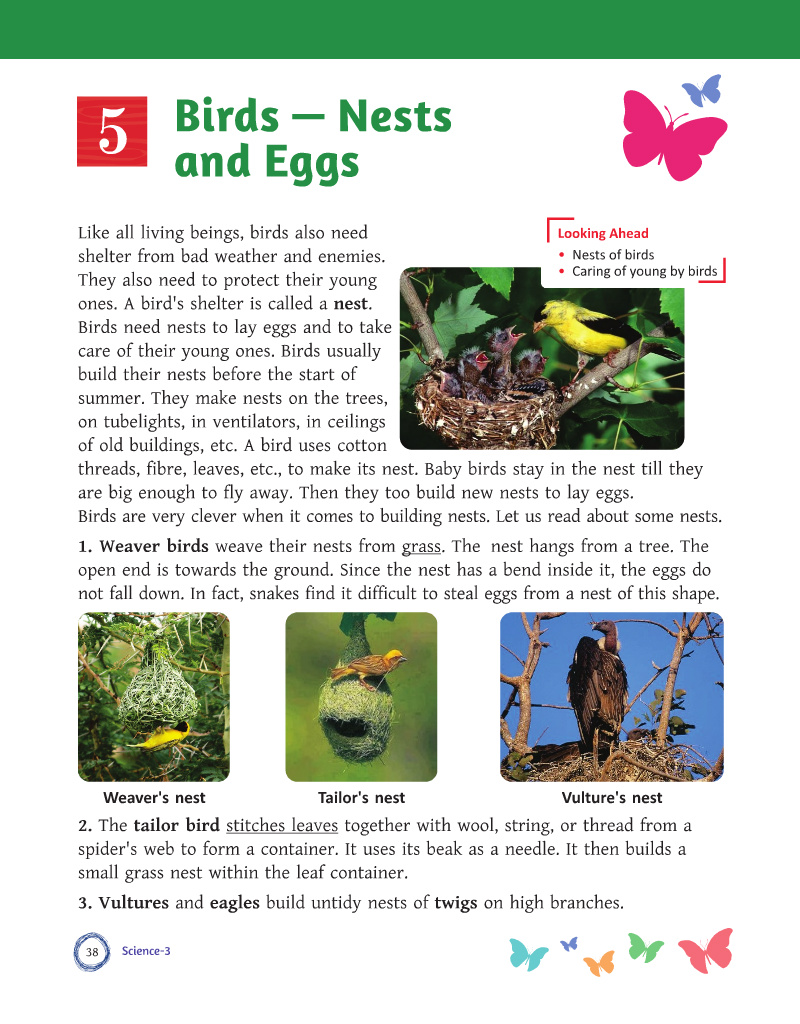 5
Birds — Nests
and Eggs
Like all living beings, birds also need
shelter from bad weather and enemies.
They also need to protect their young
ones. A bird's shelter is called a nest.
Birds need nests to lay eggs and to take
care of their young ones. Birds usually
build their nests before the start of
summer. They make nests on the trees,
on tubelights, in ventilators, in ceilings
of old buildings, etc. A bird uses cotton
threads, fibre, leaves, etc., to make its nest. Baby birds stay in the nest till they
are big enough to fly away. Then they too build new nests to lay eggs.
Birds are very clever when it comes to building nests. Let us read about some nests.
Looking Ahead
• Nests of birds
• Caring of young by birds
1. Weaver birds weave their nests from grass. The nest hangs from a tree. The
open end is towards the ground. Since the nest has a bend inside it, the eggs do
not fall down. In fact, snakes find it difficult to steal eggs from a nest of this shape.
Weaver's nest
Tailor's nest
Vulture's nest
2. The tailor bird stitches leaves together with wool, string, or thread from a
spider's web to form a container. It uses its beak as a needle. It then builds a
small grass nest within the leaf container.
3. Vultures and eagles build untidy nests of twigs on high branches.
38
Science-3